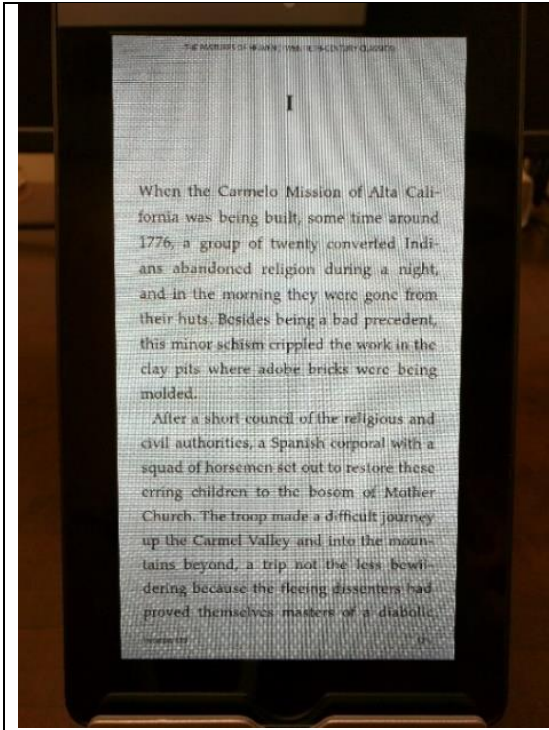 THE PASTURES OF HEAVEN
I
When the Carmelo Mission of Alta Cali-
fornia was being built, some time around
1776, a group of twenty converted Indi-
ans abandoned religion during a night,
and in the morning they were gone from
their huts. Besides being a bad precedent,
this minor schism crippled the work in the
clay pits where adobe bricks were being
molded.
After a short council of the religious and
civil authorities, a Spanish corporal with a
squad of horsemen set out to restore these
erring children to the bosom of Mother
Church. The troop made a difficult journey
up the Carmel Valley and into the moun-
tains beyond, a trip not the less bewil-
dering because the fleeing dissenters had
proved themselves masters of a diabolic